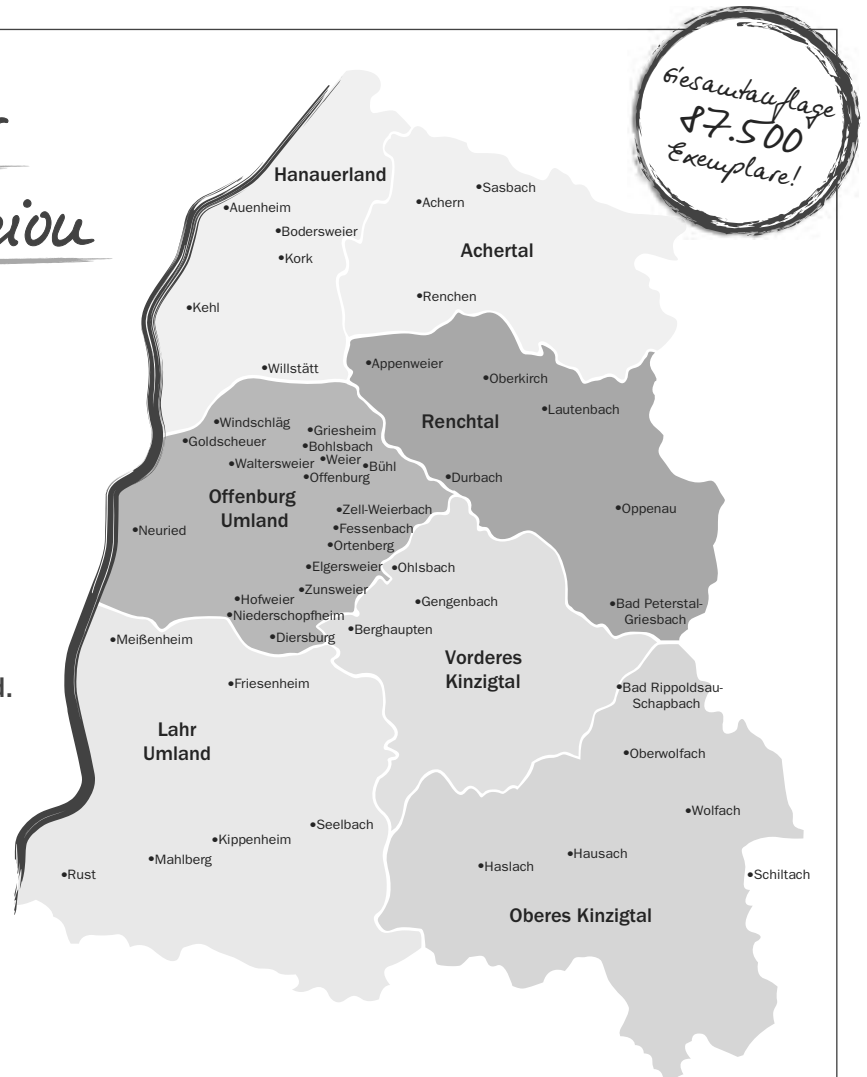 Gesamtauflage
87.500
Exemplare!
Hanauerland
•Auenheim
•Bodersweier
•Kork
•Kehl
•Willstätt
•Sasbach
•Achern
Achertal
•Renchen
•Appenweier
•Oberkirch
•Lautenbach
Renchtal
•Durbach
•Oppenau
•Bad Peterstal-
Griesbach
•Windschläg
•Griesheim
•Goldscheuer
•Bohlsbach
•Waltersweier
•Weier
•Bühl
•Offenburg
Offenburg
Umland
•Zell-Weierbach
•Neuried
•Fessenbach
•Ortenberg
•Elgersweier
•Zunsweier
•Hofweier
•Niederschopfheim
•Diersburg
•Ohlsbach
•Gengenbach
•Berghaupten
Vorderes
Kinzigtal
•Meißenheim
•Friesenheim
Lahr
Umland
•Seelbach
•Kippenheim
•Mahlberg
•Rust
•Bad Rippoldsau-
Schapbach
•Oberwolfach
•Wolfach
•Hausach
•Haslach
•Schiltach
Oberes Kinzigtal